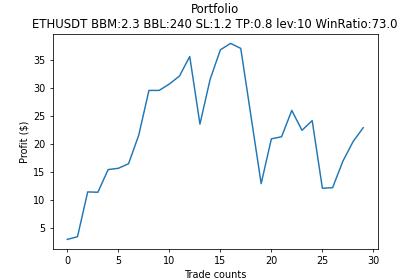 Portfolio
ETHUSDT BBM:2.3 BBL:240 SL:1.2 TP:0.8 lev:10 WinRatio:73.0
Profit ($)
35
30
25
20
15
10
5
0 5 10 15 20 25 30
Trade counts